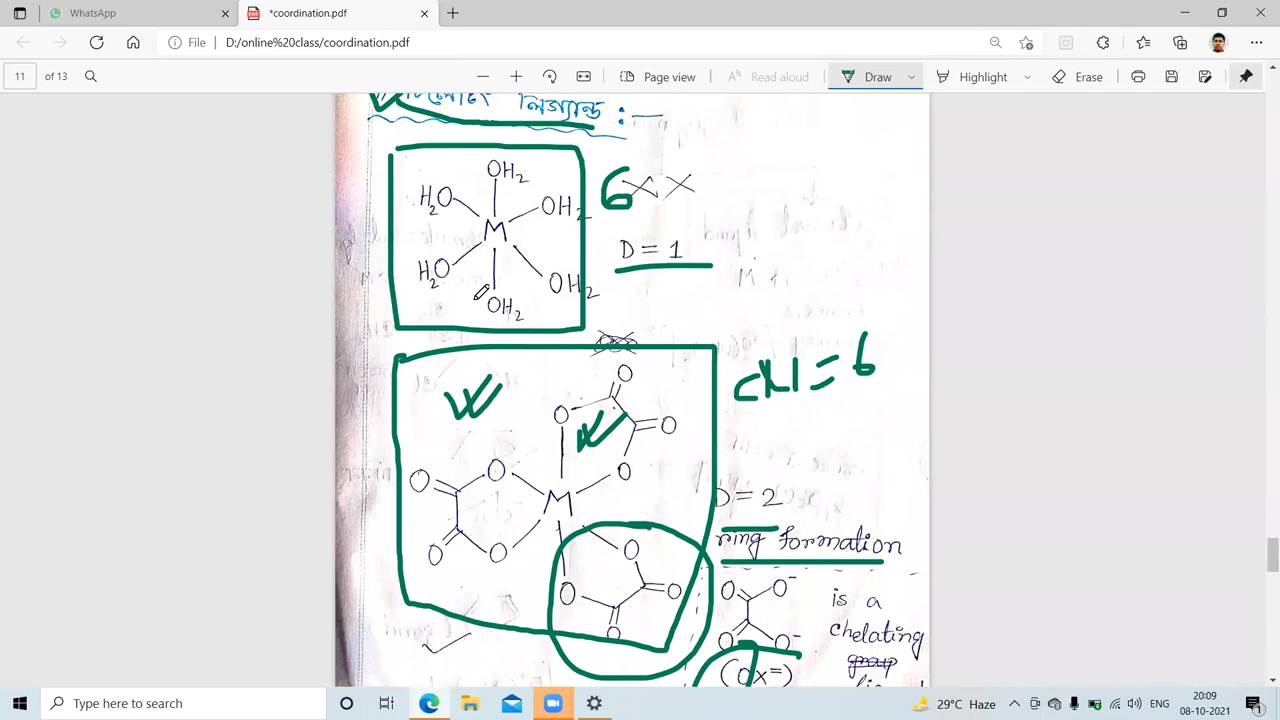 WhatsApp
*coordination.pdf
File
D:/online%20class/coordination.pdf
11 of 13
Page view
Read aloud
Draw
Highlight
Erase
লিগ্যান্ড :—
OH2
H2O
OH2
M
H2O
OH2
OH2
6
D = 1
CN = 6
O
O
O
O
O
O
M
O
O
O
O
O
O
D = 2
ring formation
O O⁻
O O⁻
(ox=)
is a
chelating
Type here to search
29°C Haze
ENG
20:09
08-10-2021
1